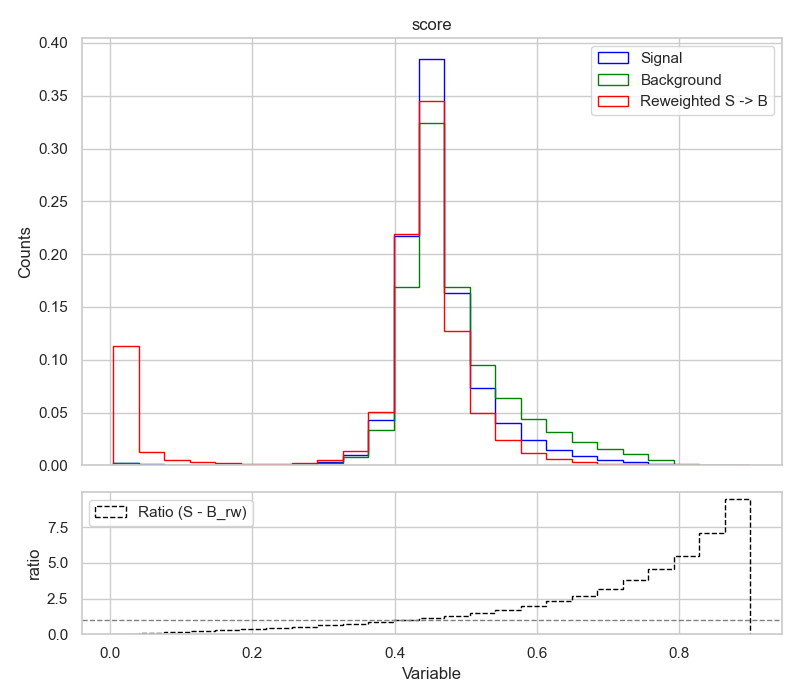 score
0.40
0.35
0.30
0.25
0.20
0.15
0.10
0.05
0.00
Counts
Signal
Background
Reweighted S -> B
7.5
5.0
2.5
0.0
ratio
Ratio (S - B_rw)
0.0 0.2 0.4 0.6 0.8
Variable